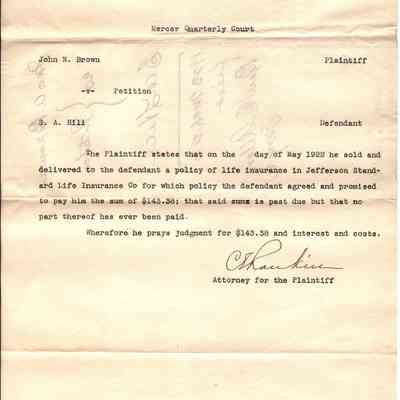 Mercer Quarterly Court
John N. Brown Plaintiff
-v- Petition
S. A. Hill Defendant
The Plaintiff states that on the day of May 1922 he sold and
delivered to the defendant a policy of life insurance in Jefferson Stand-
ard Life Insurance Co for which policy the defendant agreed and promised
to pay him the sum of $143.38; that said is past due but that no
part thereof has ever been paid.
Wherefore he prays judgment for $143.38 and interest and costs.
C E Rankin
Attorney for the Plaintiff